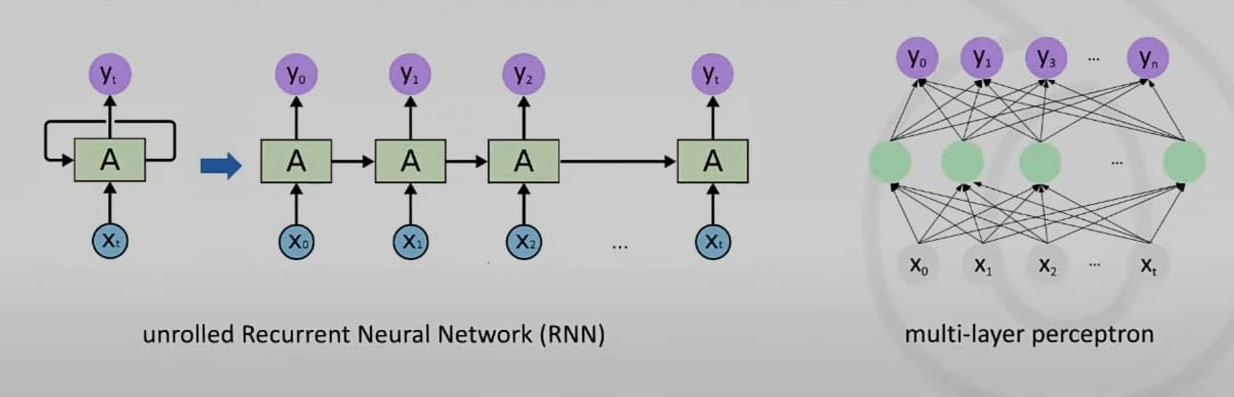 yₜ y₀ y₁ y₂ yₜ
A A A A A
xₜ x₀ x₁ x₂ ... xₜ
unrolled Recurrent Neural Network (RNN)
y₀ y₁ y₃ ... yₙ
...
x₀ x₁ x₂ ... xₜ
multi-layer perceptron